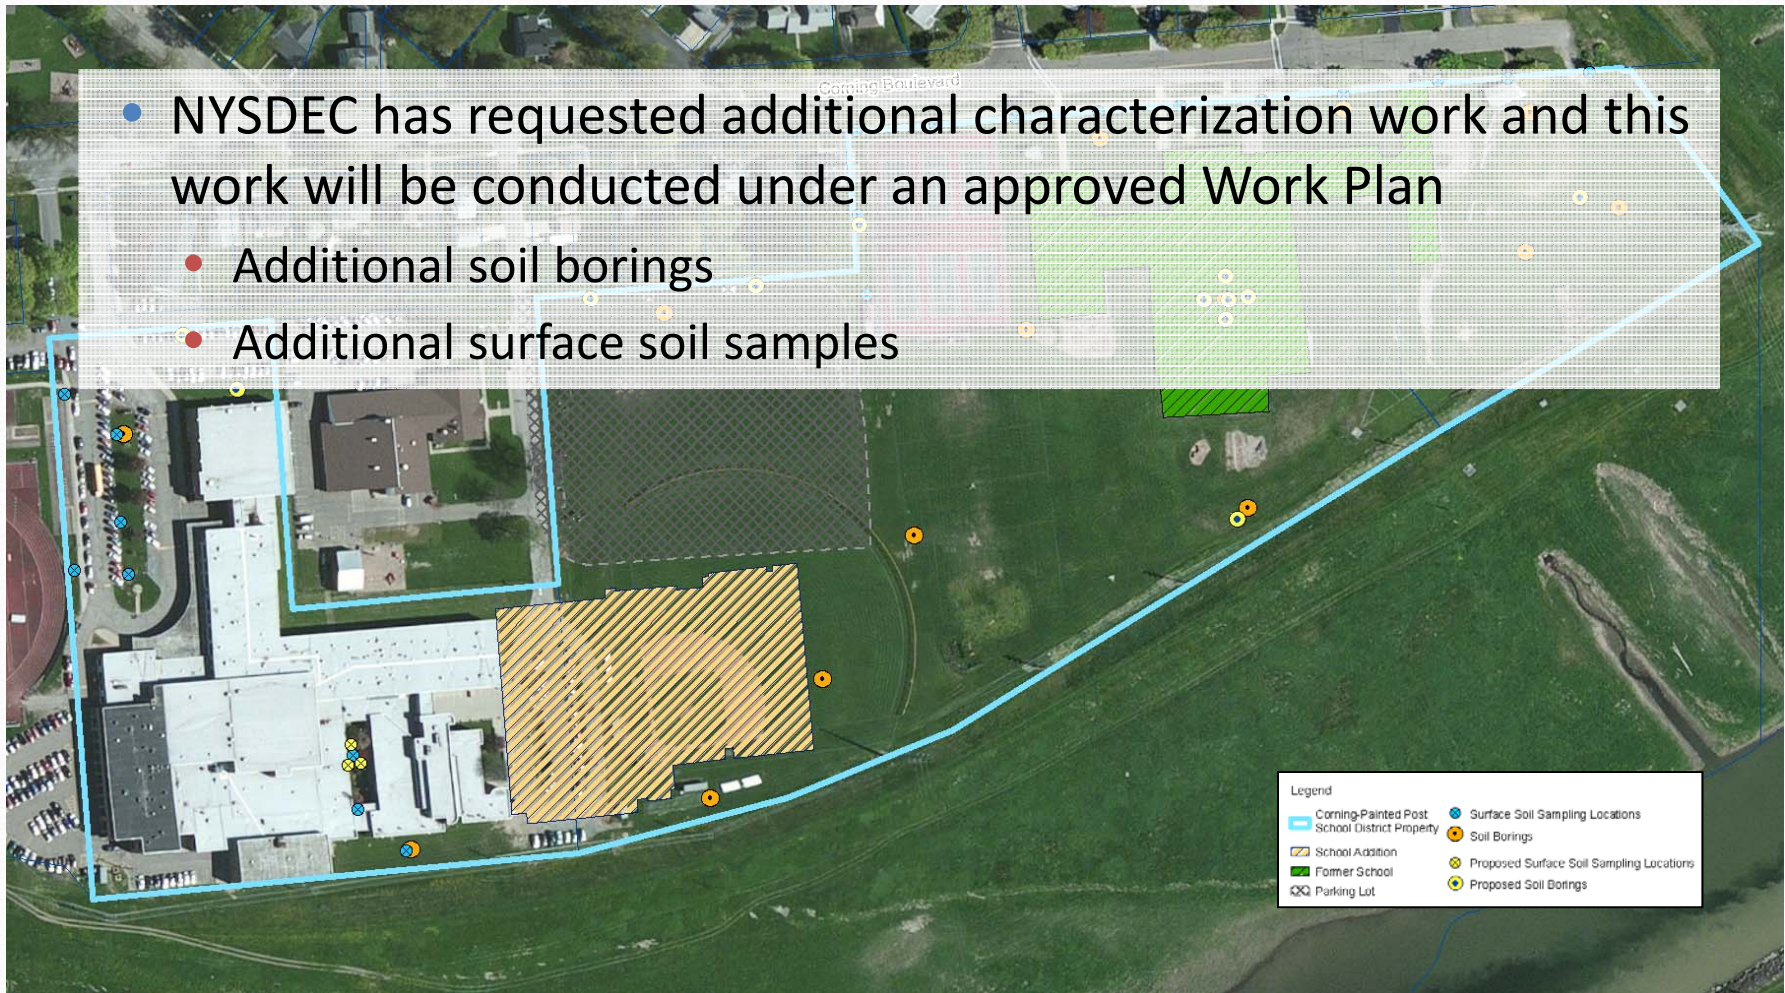 Corning Boulevard
• NYSDEC has requested additional characterization work and this
work will be conducted under an approved Work Plan
• Additional soil borings
• Additional surface soil samples
Legend
Corning-Painted Post
School District Property
School Addition
Former School
Parking Lot
Surface Soil Sampling Locations
Soil Borings
Proposed Surface Soil Sampling Locations
Proposed Soil Borings